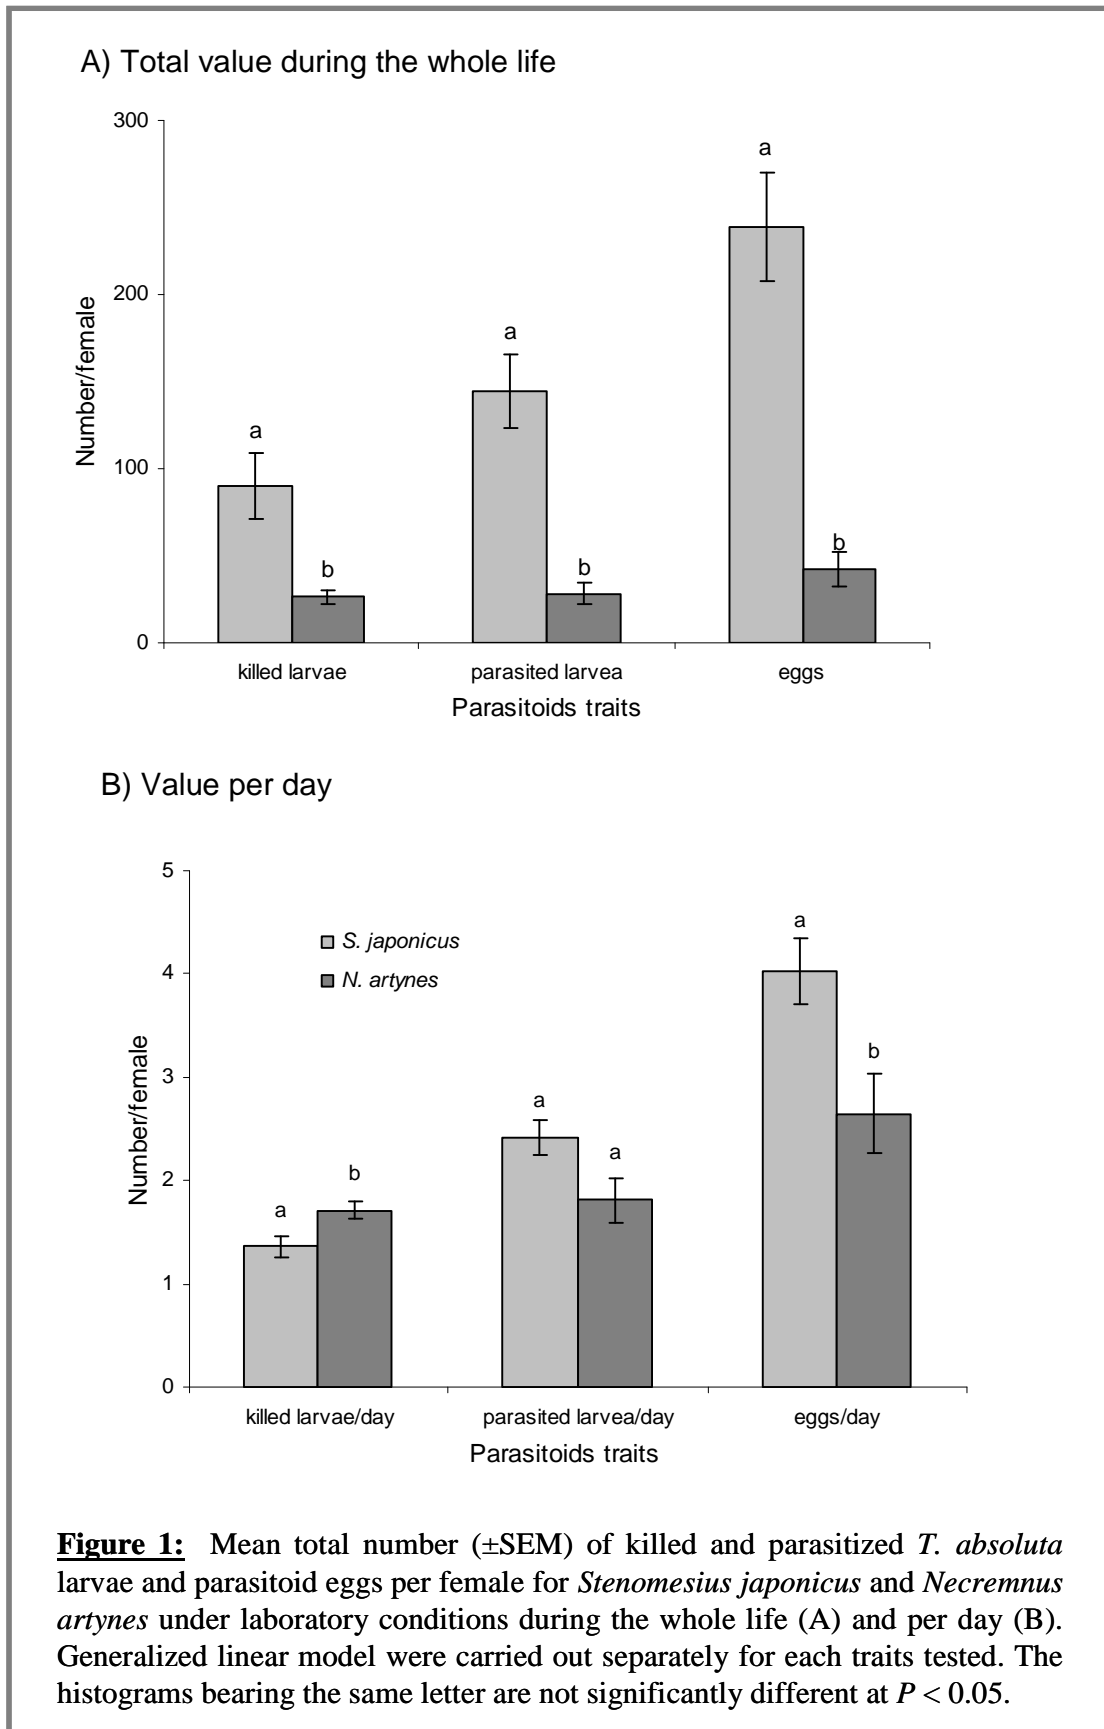 A) Total value during the whole life
300
200
100
0
Number/female
a
b
a
b
a
b
killed larvae
parasited larvea
eggs
Parasitoids traits
B) Value per day
5
4
3
2
1
0
Number/female
S. japonicus
N. artynes
a
b
a
a
a
b
killed larvae/day
parasited larvea/day
eggs/day
Parasitoids traits
Figure 1: Mean total number (±SEM) of killed and parasitized T. absoluta
larvae and parasitoid eggs per female for Stenomesius japonicus and Necremnus
artynes under laboratory conditions during the whole life (A) and per day (B).
Generalized linear model were carried out separately for each traits tested. The
histograms bearing the same letter are not significantly different at P < 0.05.